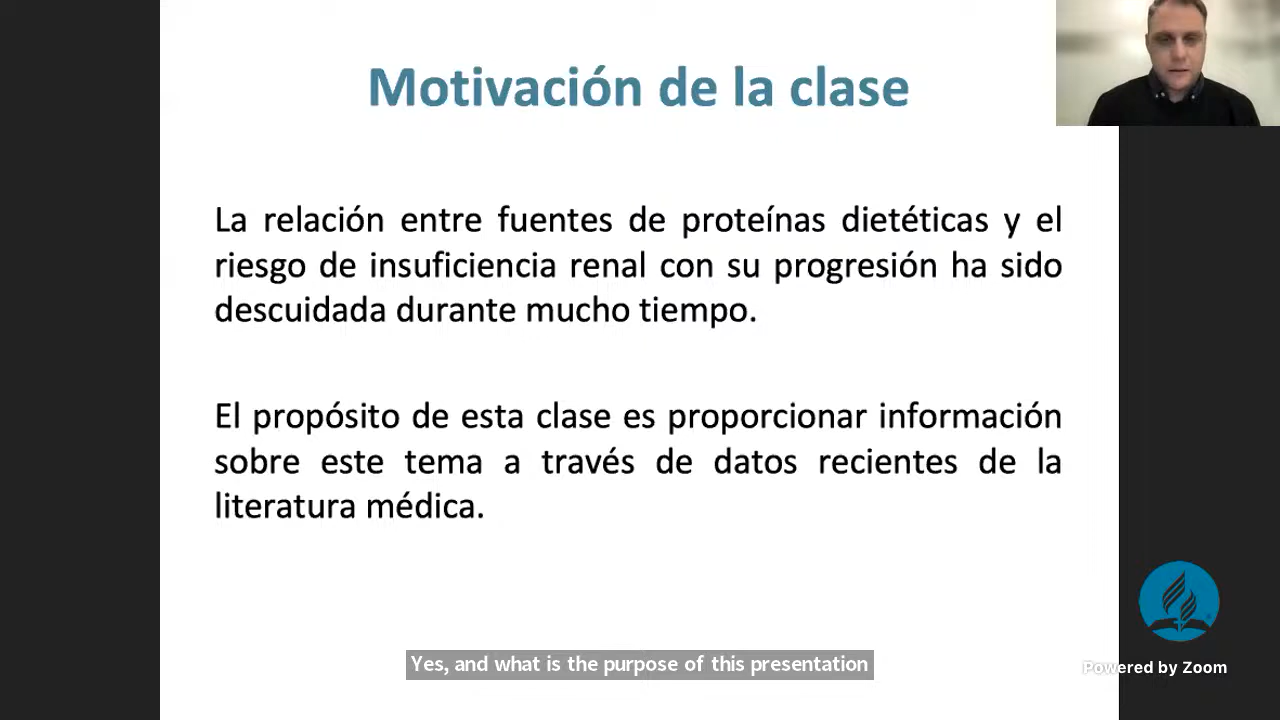 Motivación de la clase
La relación entre fuentes de proteínas dietéticas y el
riesgo de insuficiencia renal con su progresión ha sido
descuidada durante mucho tiempo.
El propósito de esta clase es proporcionar información
sobre este tema a través de datos recientes de la
literatura médica.
Yes, and what is the purpose of this presentation
Powered by Zoom